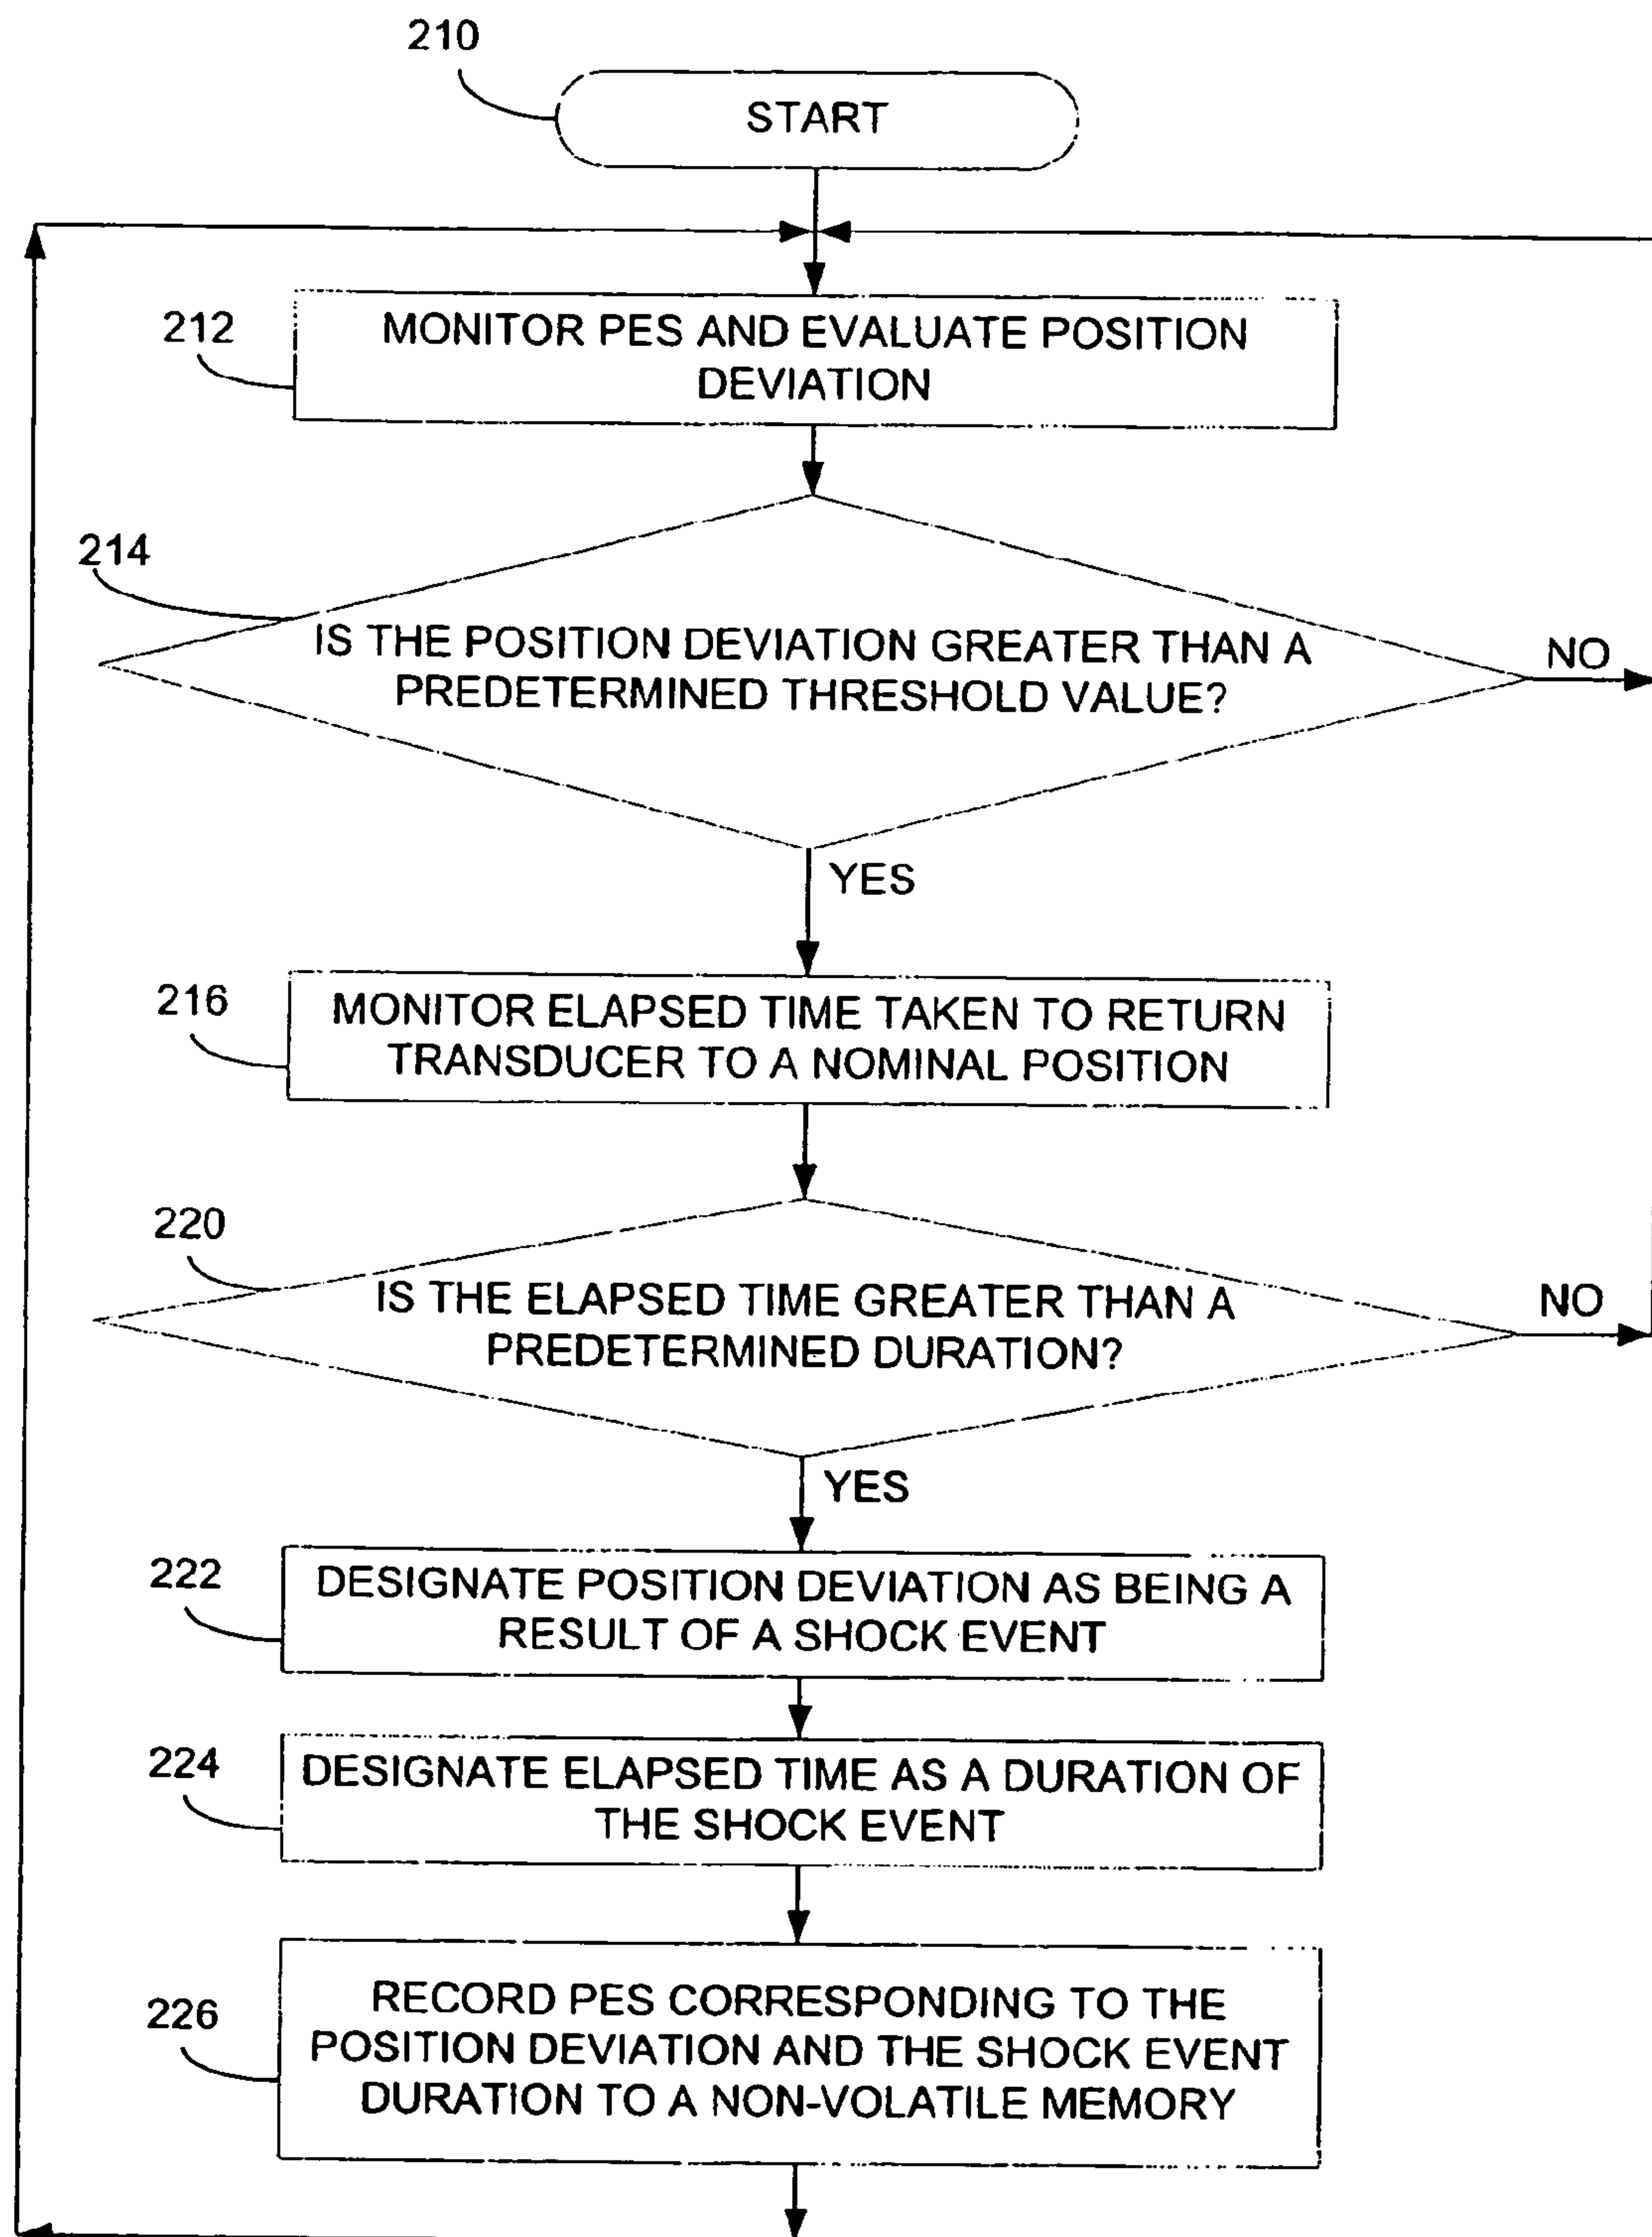 210
START
212
MONITOR PES AND EVALUATE POSITION
DEVIATION
214
IS THE POSITION DEVIATION GREATER THAN A
PREDETERMINED THRESHOLD VALUE?
NO
YES
216
MONITOR ELAPSED TIME TAKEN TO RETURN
TRANSDUCER TO A NOMINAL POSITION
220
IS THE ELAPSED TIME GREATER THAN A
PREDETERMINED DURATION?
NO
YES
222
DESIGNATE POSITION DEVIATION AS BEING A
RESULT OF A SHOCK EVENT
224
DESIGNATE ELAPSED TIME AS A DURATION OF
THE SHOCK EVENT
226
RECORD PES CORRESPONDING TO THE
POSITION DEVIATION AND THE SHOCK EVENT
DURATION TO A NON-VOLATILE MEMORY